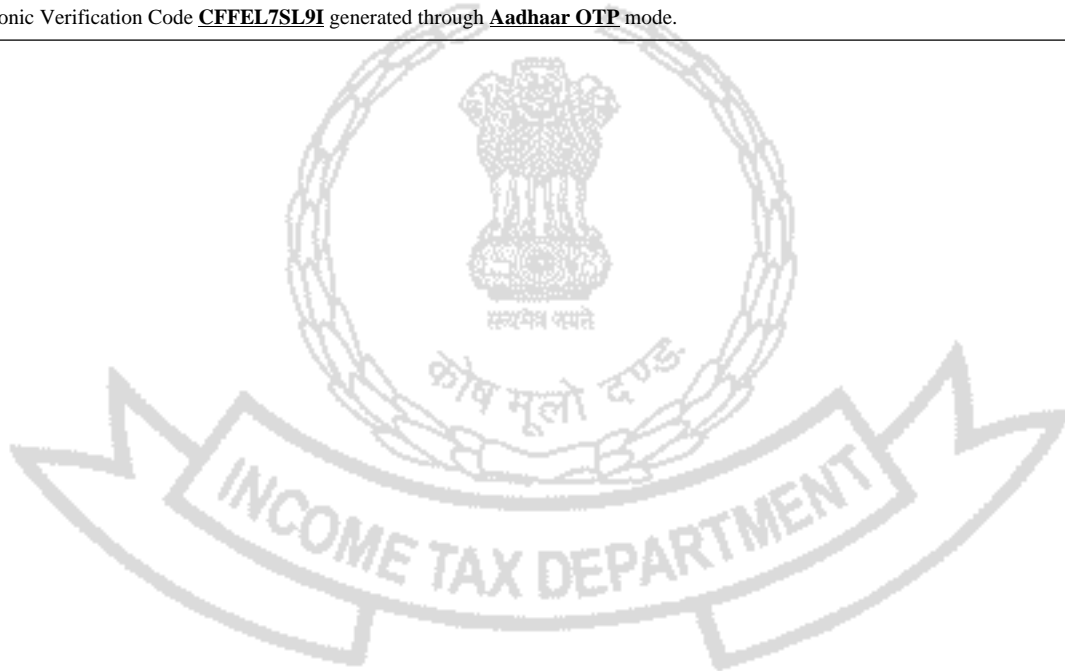 onic Verification Code CFFEL7SL9I generated through Aadhaar OTP mode.
सत्यमेव जयते
कोष मूलो दण्ड:
INCOME TAX DEPARTMENT